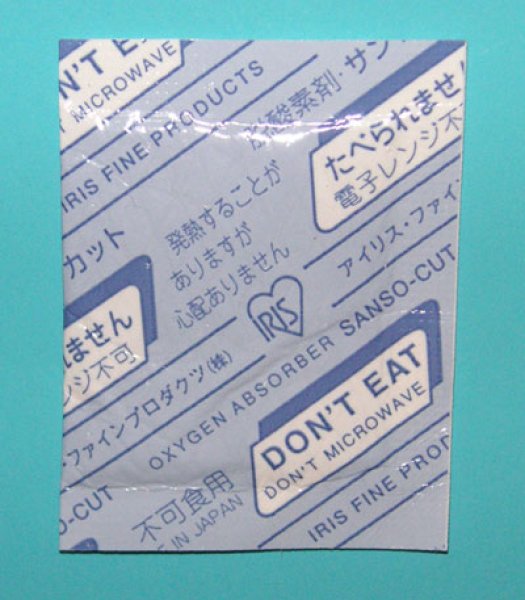 DON'T EA
DON'T MICROWAVE
IRIS FINE PRODUCTS
脱酸素剤・サン
たべられませ
電子レンジ不
発熱することが
ありますが
心配ありません
カット
れません
ンジ不可
アイリス・ファイ
IRIS
・ファインプロダクツ(株)
OXYGEN ABSORBER SANSO-CUT
DON'T EAT
DON'T MICROWAVE
SO-CUT
不可食用
E IN JAPAN
IRIS FINE PROD